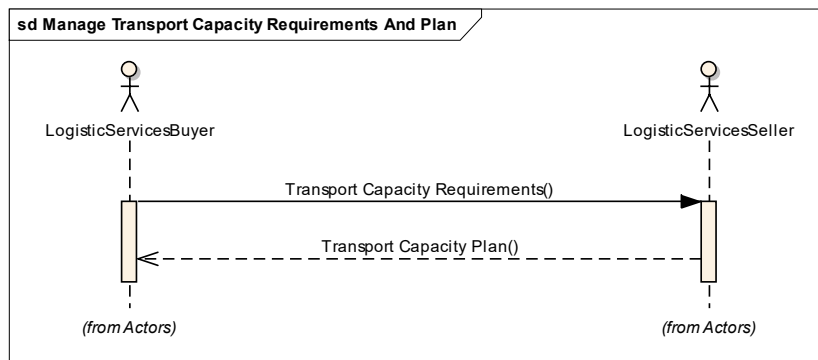 sd Manage Transport Capacity Requirements And Plan
LogisticServicesBuyer
LogisticServicesSeller
Transport Capacity Requirements()
Transport Capacity Plan()
(from Actors)
(from Actors)